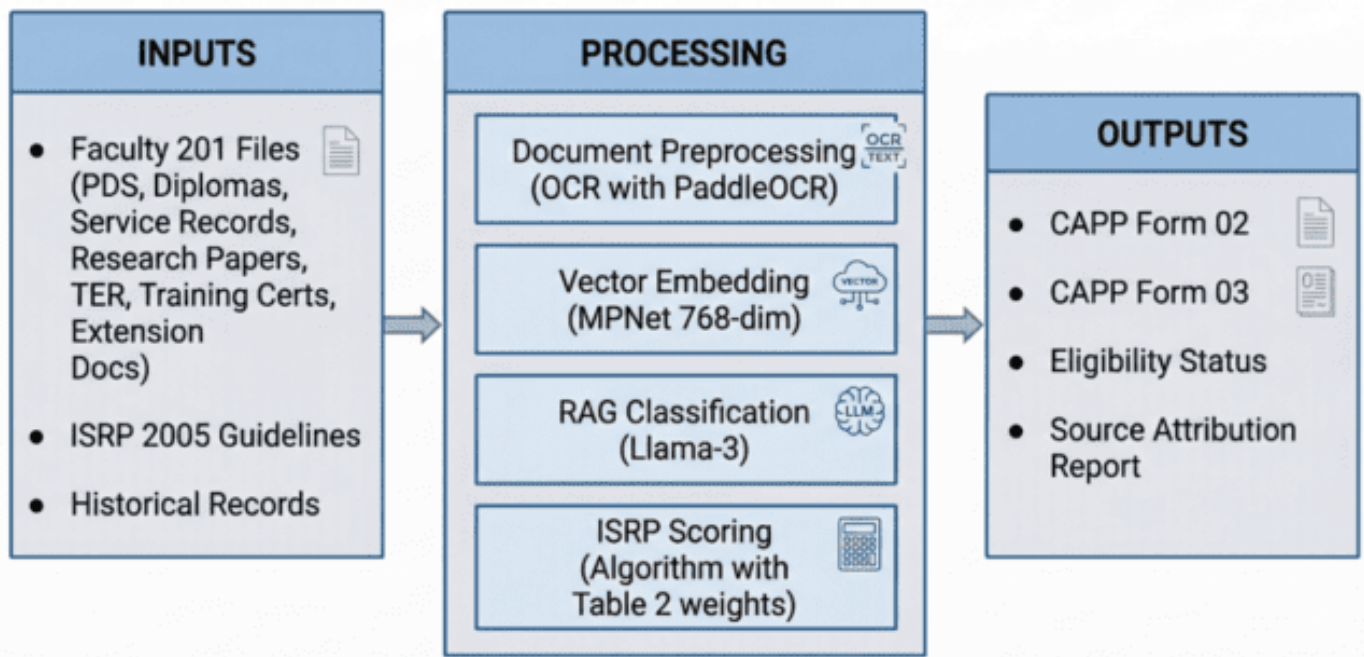 INPUTS
● Faculty 201 Files
(PDS, Diplomas,
Service Records,
Research Papers,
TER, Training Certs,
Extension
Docs)
● ISRP 2005 Guidelines
● Historical Records
PROCESSING
Document Preprocessing
(OCR with PaddleOCR)
OCR
TEXT
Vector Embedding
(MPNet 768-dim)
VECTOR
RAG Classification
(Llama-3)
LLM
ISRP Scoring
(Algorithm with
Table 2 weights)
OUTPUTS
● CAPP Form 02
● CAPP Form 03
● Eligibility Status
● Source Attribution
Report